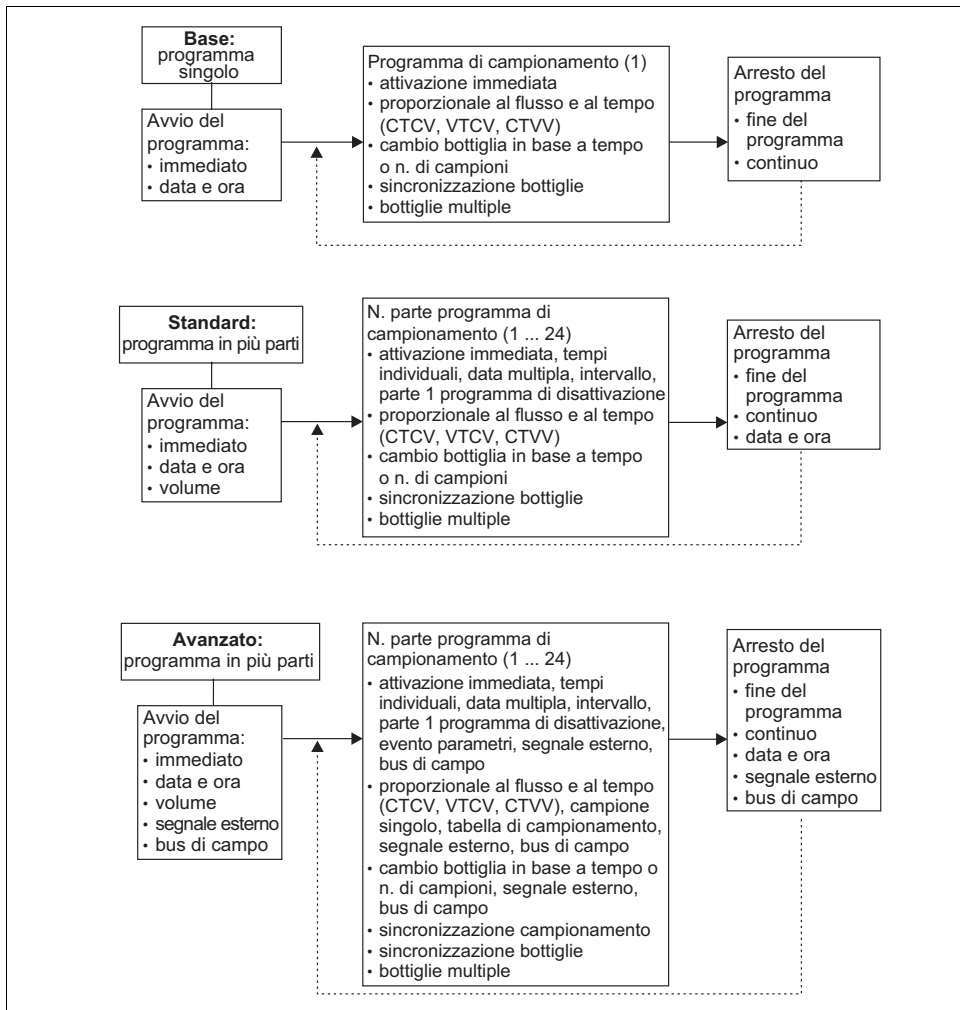 Base:
programma
singolo
Avvio del
programma:
• immediato
• data e ora
Programma di campionamento (1)
• attivazione immediata
• proporzionale al flusso e al tempo
(CTCV, VTCV, CTVV)
• cambio bottiglia in base a tempo
o n. di campioni
• sincronizzazione bottiglie
• bottiglie multiple
Arresto del
programma
• fine del
programma
• continuo
Standard:
programma in più parti
Avvio del
programma:
• immediato
• data e ora
• volume
N. parte programma di
campionamento (1 ... 24)
• attivazione immediata, tempi
individuali, data multipla, intervallo,
parte 1 programma di disattivazione
• proporzionale al flusso e al tempo
(CTCV, VTCV, CTVV)
• cambio bottiglia in base a tempo
o n. di campioni
• sincronizzazione bottiglie
• bottiglie multiple
Arresto del
programma
• fine del
programma
• continuo
• data e ora
Avanzato:
programma in più parti
Avvio del
programma:
• immediato
• data e ora
• volume
• segnale esterno
• bus di campo
N. parte programma di
campionamento (1 ... 24)
• attivazione immediata, tempi
individuali, data multipla, intervallo,
parte 1 programma di disattivazione,
evento parametri, segnale esterno,
bus di campo
• proporzionale al flusso e al tempo
(CTCV, VTCV, CTVV), campione
singolo, tabella di campionamento,
segnale esterno, bus di campo
• cambio bottiglia in base a tempo o
n. di campioni, segnale esterno,
bus di campo
• sincronizzazione campionamento
• sincronizzazione bottiglie
• bottiglie multiple
Arresto del
programma
• fine del
programma
• continuo
• data e ora
• segnale esterno
• bus di campo